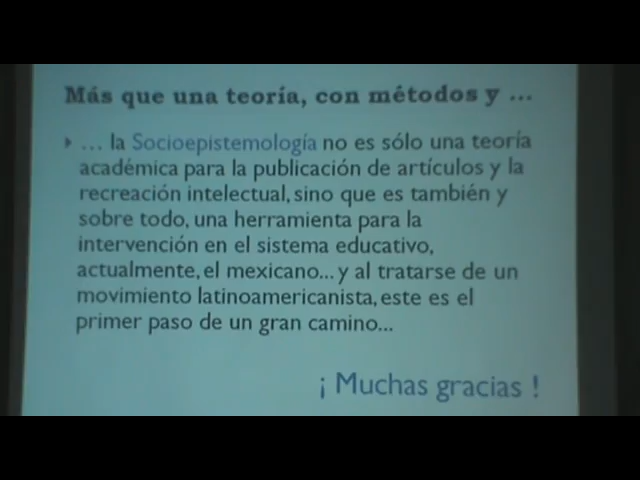 Más que una teoría, con métodos y ...
... la Socioepistemología no es sólo una teoría
académica para la publicación de artículos y la
recreación intelectual, sino que es también y
sobre todo, una herramienta para la
intervención en el sistema educativo,
actualmente, el mexicano... y al tratarse de un
movimiento latinoamericanista, este es el
primer paso de un gran camino...
¡ Muchas gracias !